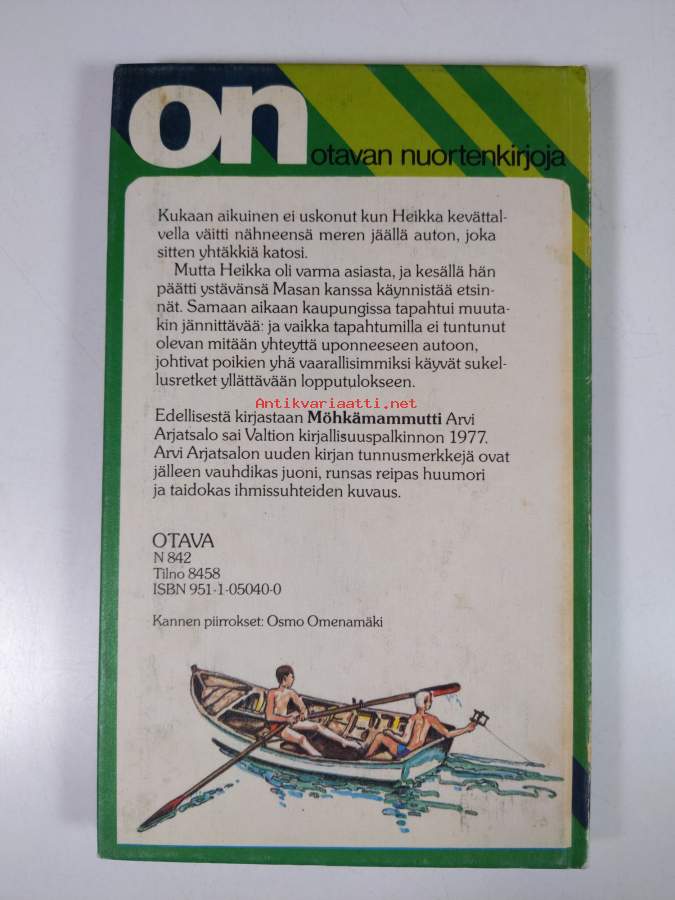 on
otavan nuortenkirjoja
Kukaan aikuinen ei uskonut kun Heikka kevättal-
vella väitti nähneensä meren jäällä auton, joka
sitten yhtäkkiä katosi.
Mutta Heikka oli varma asiasta, ja kesällä hän
päätti ystävänsä Masan kanssa käynnistää etsin-
nät. Samaan aikaan kaupungissa tapahtui muuta-
kin jännittävää: ja vaikka tapahtumilla ei tuntunut
olevan mitään yhteyttä uponneeseen autoon,
johtivat poikien yhä vaarallisimmiksi käyvät sukel-
lusretket yllättävään lopputulokseen.
Antikvariaatti.net
Edellisestä kirjastaan Möhkämammutti Arvi
Arjatsalo sai Valtion kirjallisuuspalkinnon 1977.
Arvi Arjatsalon uuden kirjan tunnusmerkkejä ovat
jälleen vauhdikas juoni, runsas reipas huumori
ja taidokas ihmissuhteiden kuvaus.
OTAVA
N 842
Tilno 8458
ISBN 951-1-05040-0
Kannen piirrokset: Osmo Omenamäki